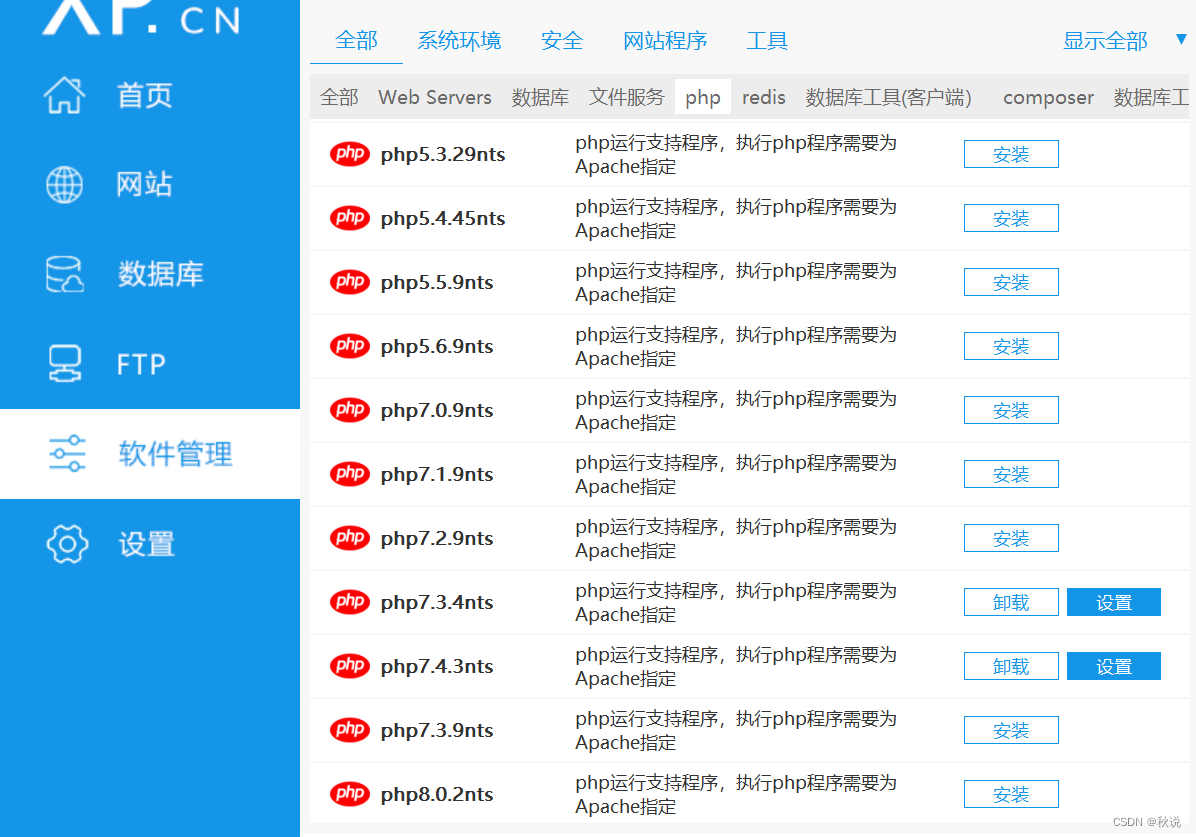 XP. CN
首页
网站
数据库
FTP
软件管理
设置
全部 系统环境 安全 网站程序 工具 显示全部 ▼
全部 Web Servers 数据库 文件服务 php redis 数据库工具(客户端) composer 数据库工
php php5.3.29nts php运行支持程序，执行php程序需要为 安装
Apache指定
php php5.4.45nts php运行支持程序，执行php程序需要为 安装
Apache指定
php php5.5.9nts php运行支持程序，执行php程序需要为 安装
Apache指定
php php5.6.9nts php运行支持程序，执行php程序需要为 安装
Apache指定
php php7.0.9nts php运行支持程序，执行php程序需要为 安装
Apache指定
php php7.1.9nts php运行支持程序，执行php程序需要为 安装
Apache指定
php php7.2.9nts php运行支持程序，执行php程序需要为 安装
Apache指定
php php7.3.4nts php运行支持程序，执行php程序需要为 卸载 设置
Apache指定
php php7.4.3nts php运行支持程序，执行php程序需要为 卸载 设置
Apache指定
php php7.3.9nts php运行支持程序，执行php程序需要为 安装
Apache指定
php php8.0.2nts php运行支持程序，执行php程序需要为 安装
Apache指定
CSDN @秋说